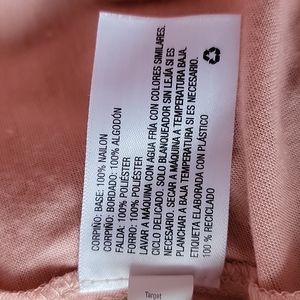 CORPIÑO: BASE: 100% NAILON
CORPIÑO: BORDADO: 100% ALGODÓN
FALDA: 100% POLIÉSTER
FORRO: 100% POLIÉSTER
LAVAR A MÁQUINA CON AGUA FRÍA CON COLORES SIMILARES.
CICLO DELICADO. SOLO BLANQUEADOR SIN LEJÍA SI ES
NECESARIO. SECAR A MÁQUINA A TEMPERATURA BAJA.
PLANCHAR A BAJA TEMPERATURA SI ES NECESARIO.
ETIQUETA ELABORADA CON PLÁSTICO
100 % RECICLADO
Target